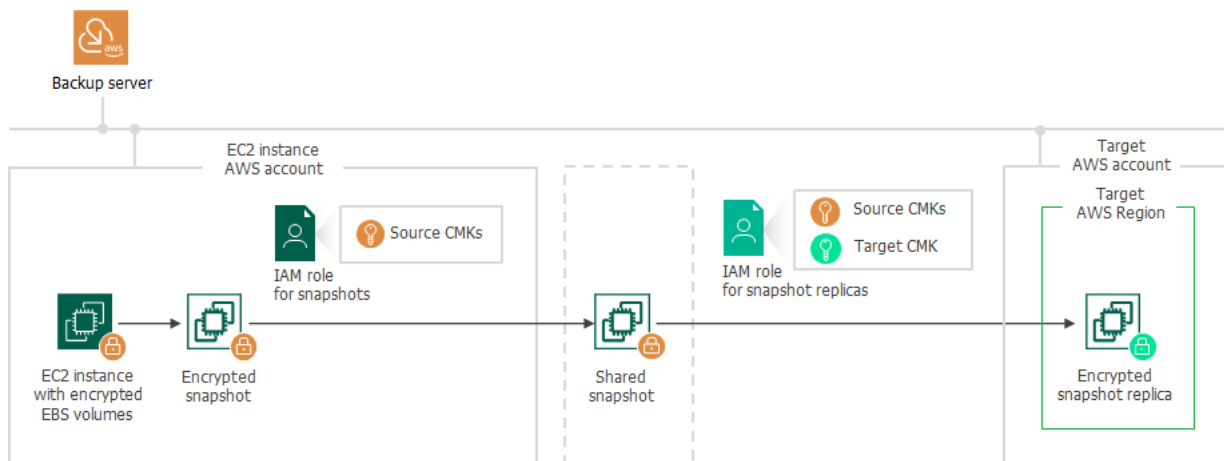 aws
Backup server
EC2 instance
AWS account
Target
AWS account
Target
AWS Region
Source CMKs
Source CMKs
Target CMK
IAM role
for snapshots
IAM role
for snapshot replicas
EC2 instance
with encrypted
EBS volumes
Encrypted
snapshot
Shared
snapshot
Encrypted
snapshot replica